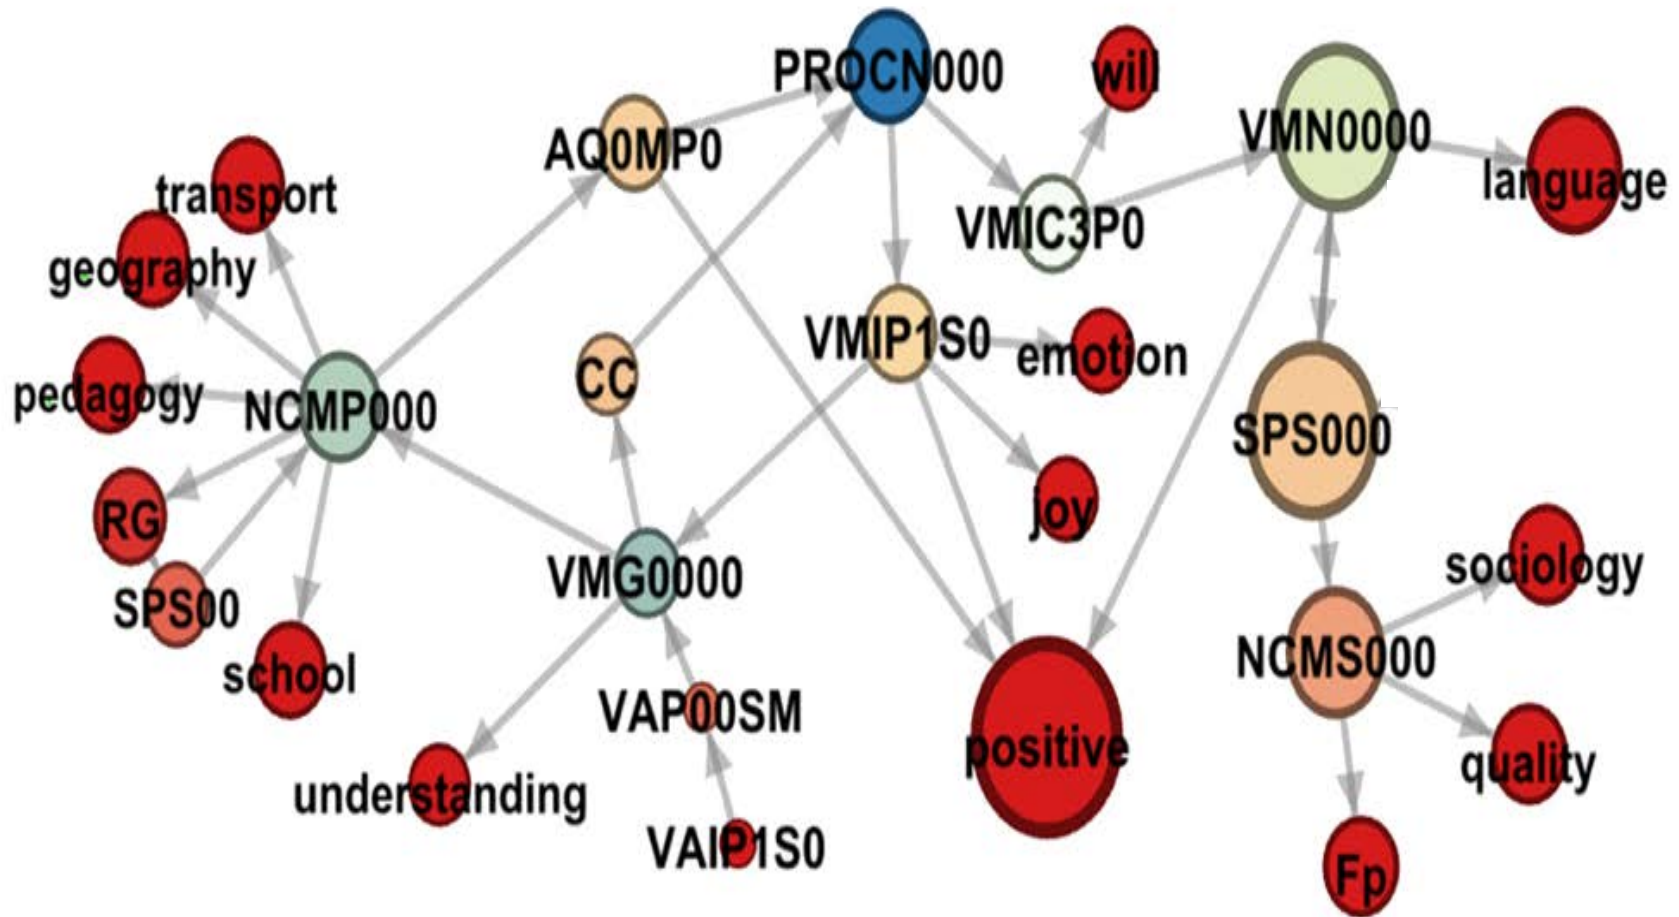 PROCN000
will
VMN0000
AQ0MP0
language
transport
VMIC3P0
geography
VMIP1S0
emotion
CC
pedagogy
NCMP000
SPS000
joy
RG
sociology
VMG0000
SPS00
NCMS000
school
VAP00SM
positive
quality
understanding
VAIP1S0
Fp